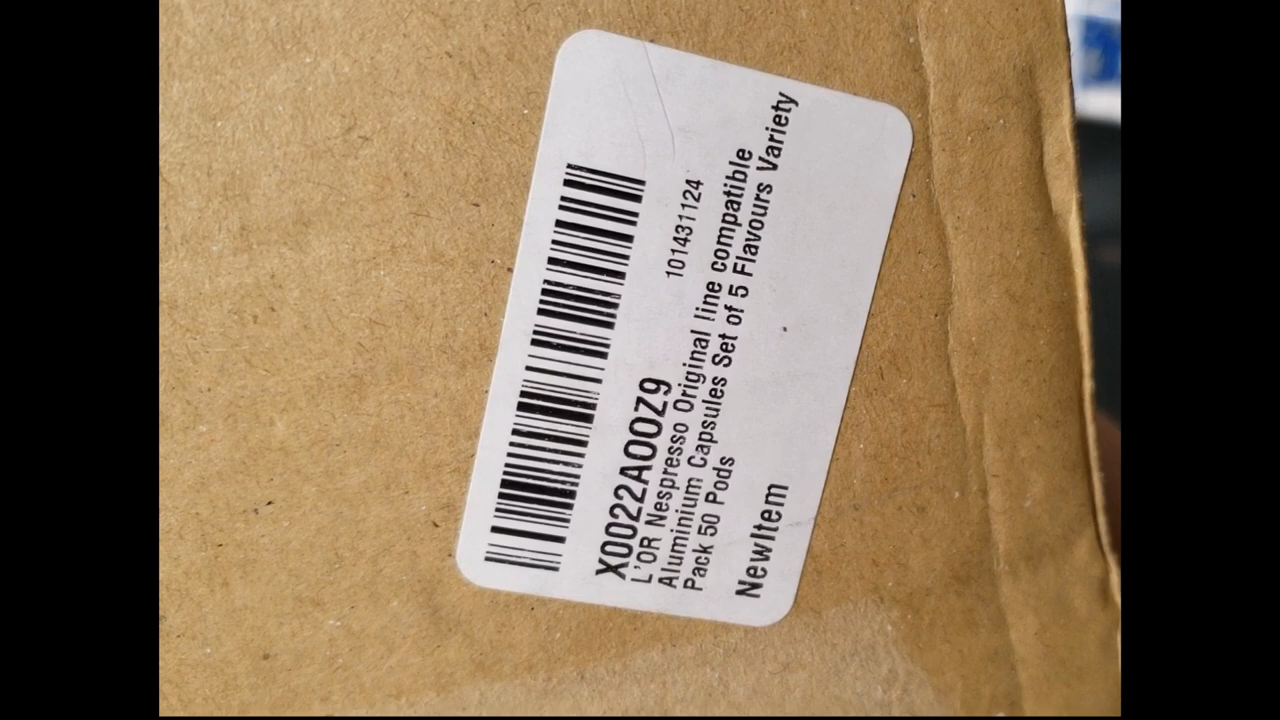 X0022A00Z9
101431124
L'OR Nespresso Original line compatible
Aluminium Capsules Set of 5 Flavours Variety
Pack 50 Pods
NewItem